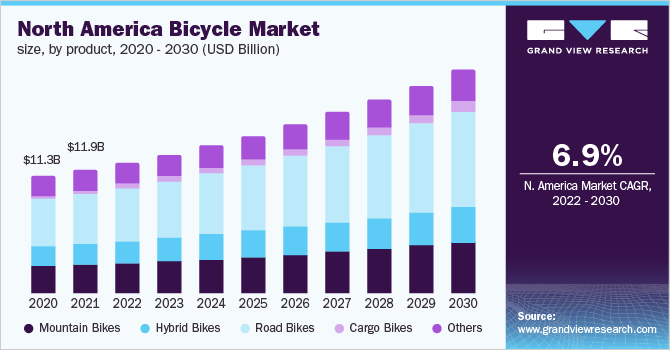 North America Bicycle Market
size, by product, 2020 - 2030 (USD Billion)
$11.3B
$11.9B
2020 2021 2022 2023 2024 2025 2026 2027 2028 2029 2030
Mountain Bikes Hybrid Bikes Road Bikes Cargo Bikes Others
GRAND VIEW RESEARCH
6.9%
N. America Market CAGR,
2022 - 2030
Source:
www.grandviewresearch.com